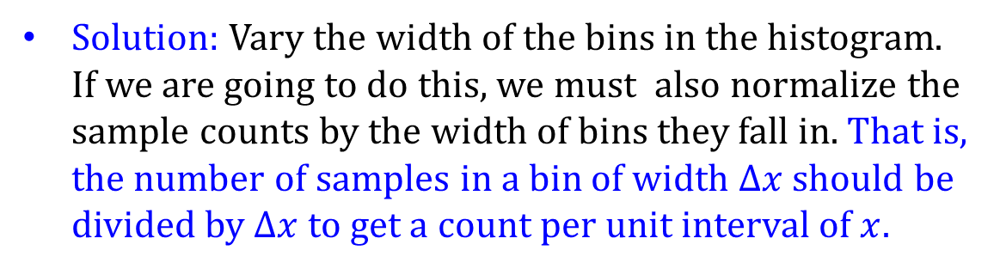 • Solution: Vary the width of the bins in the histogram.
If we are going to do this, we must also normalize the
sample counts by the width of bins they fall in. That is,
the number of samples in a bin of width Δx should be
divided by Δx to get a count per unit interval of x.